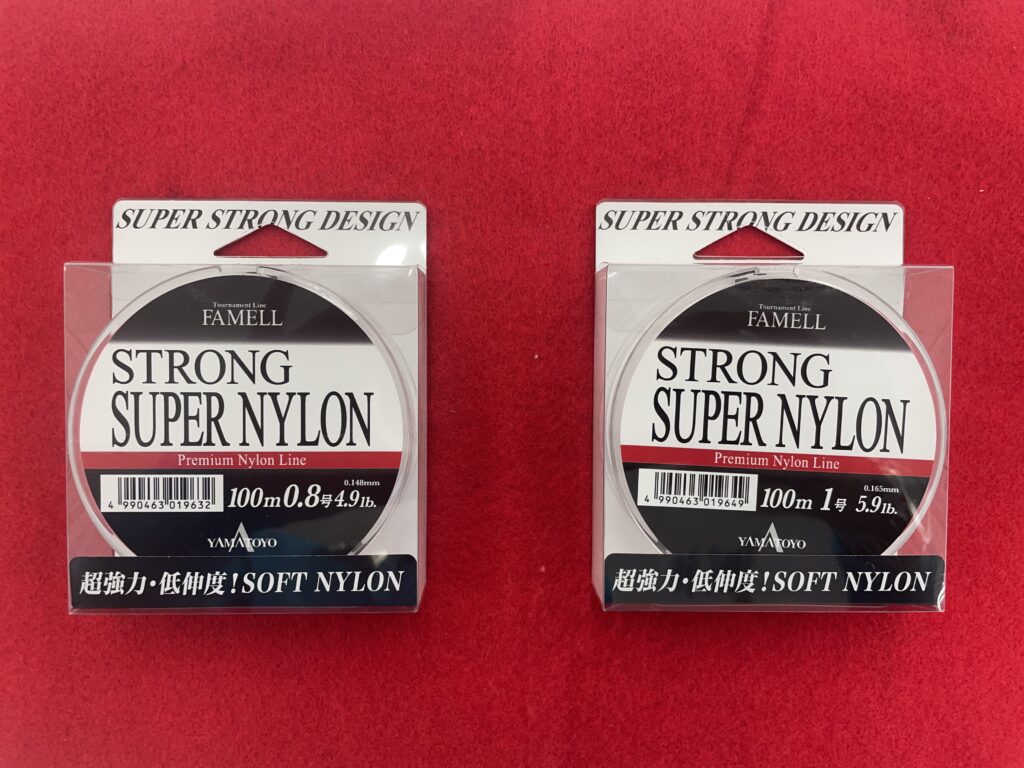 SUPER STRONG DESIGN
Tournament Line
FAMELL
STRONG
SUPER NYLON
Premium Nylon Line
0.148mm
4 990463 019632
100m 0.8号 4.9lb.
YAMATOYO
超強力・低伸度!SOFT NYLON
SUPER STRONG DESIGN
Tournament Line
FAMELL
STRONG
SUPER NYLON
Premium Nylon Line
0.165mm
4 990463 019649
100m 1号 5.9lb.
YAMATOYO
超強力・低伸度!SOFT NYLON